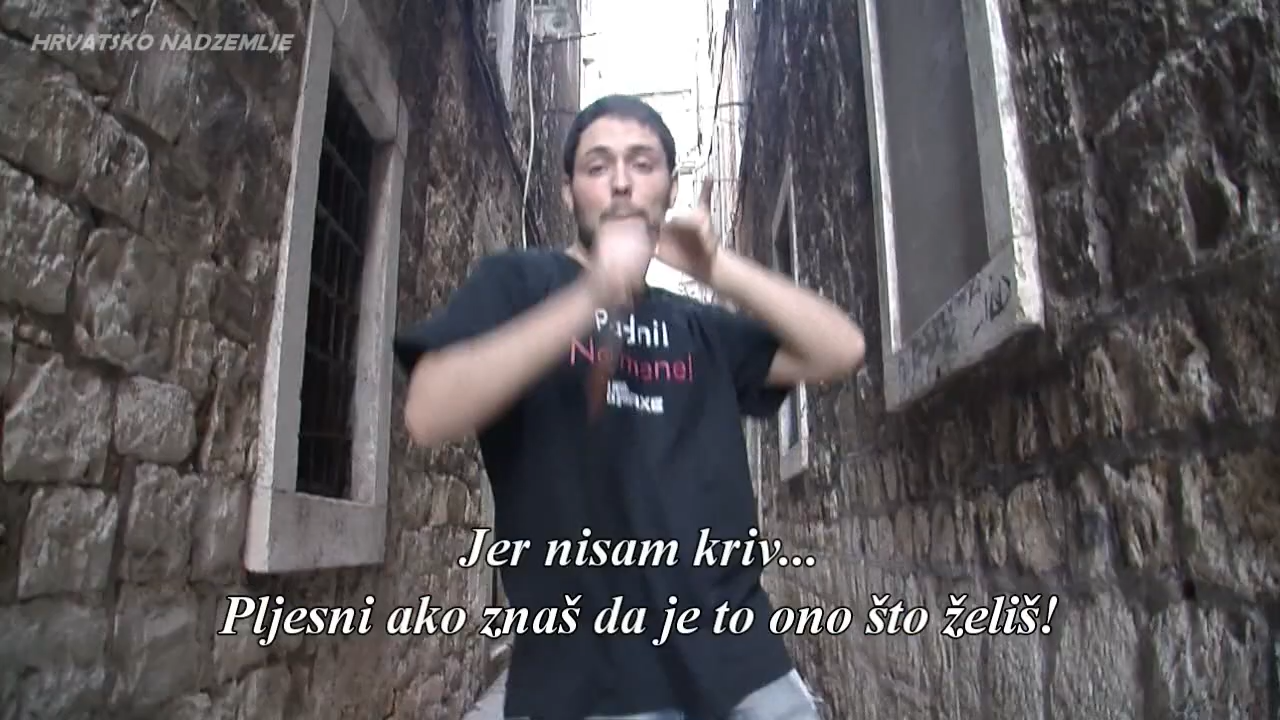 HRVATSKO NADZEMLJE
Jer nisam kriv...
Pljesni ako znaš da je to ono što želiš!